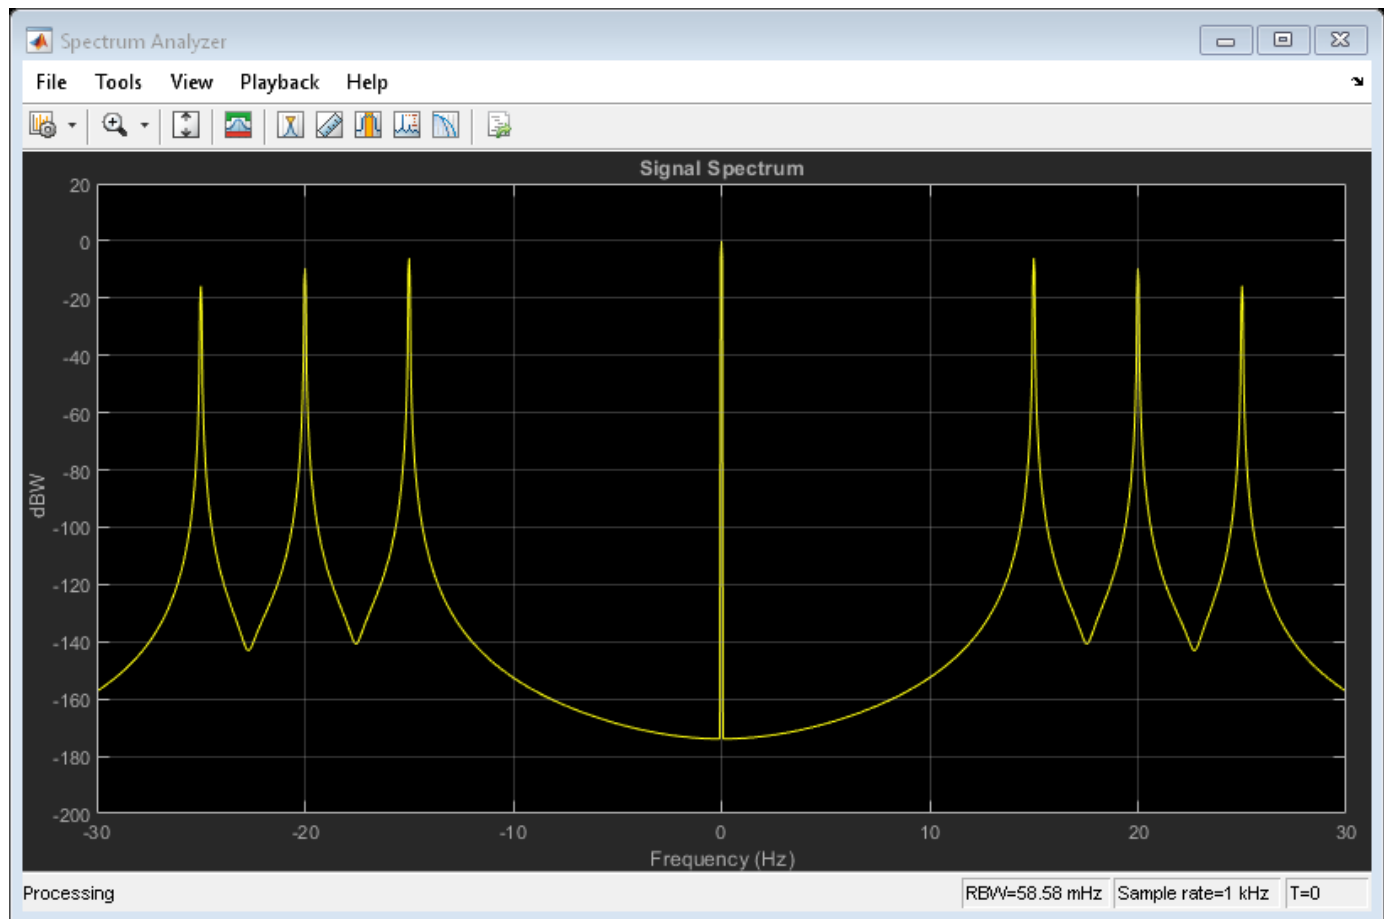 Spectrum Analyzer
File Tools View Playback Help
Signal Spectrum
20
0
-20
-40
-60
-80
-100
-120
-140
-160
-180
-200
dBW
-30 -20 -10 0 10 20 30
Frequency (Hz)
Processing RBW=58.58 mHz Sample rate=1 kHz T=0